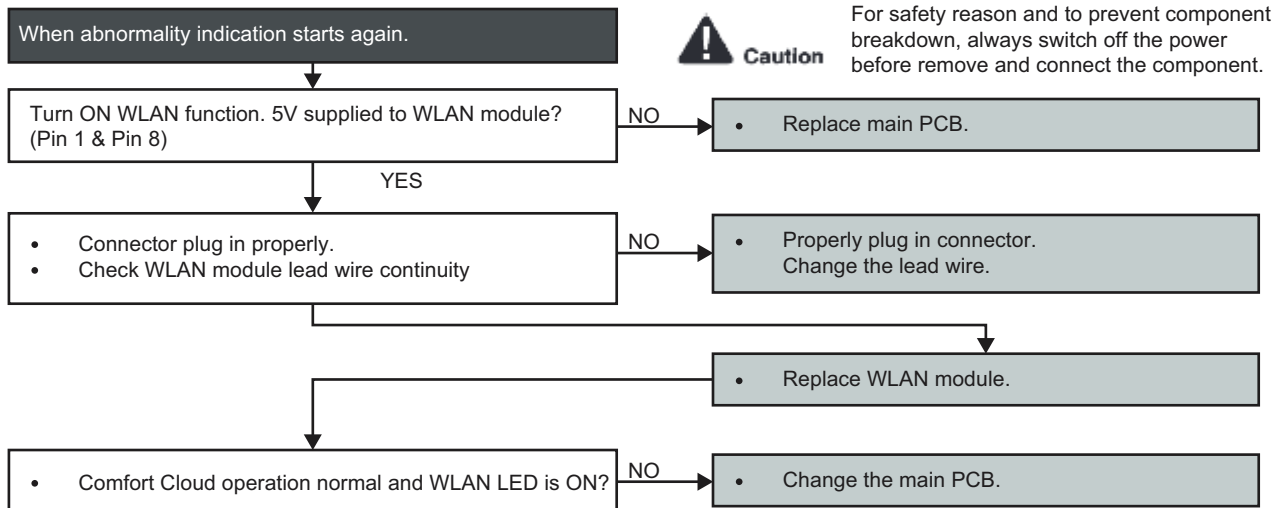 When abnormality indication starts again.
Caution
For safety reason and to prevent component
breakdown, always switch off the power
before remove and connect the component.
Turn ON WLAN function. 5V supplied to WLAN module?
(Pin 1 & Pin 8)
NO
• Replace main PCB.
YES
• Connector plug in properly.
• Check WLAN module lead wire continuity
NO
• Properly plug in connector.
Change the lead wire.
• Replace WLAN module.
• Comfort Cloud operation normal and WLAN LED is ON?
NO
• Change the main PCB.